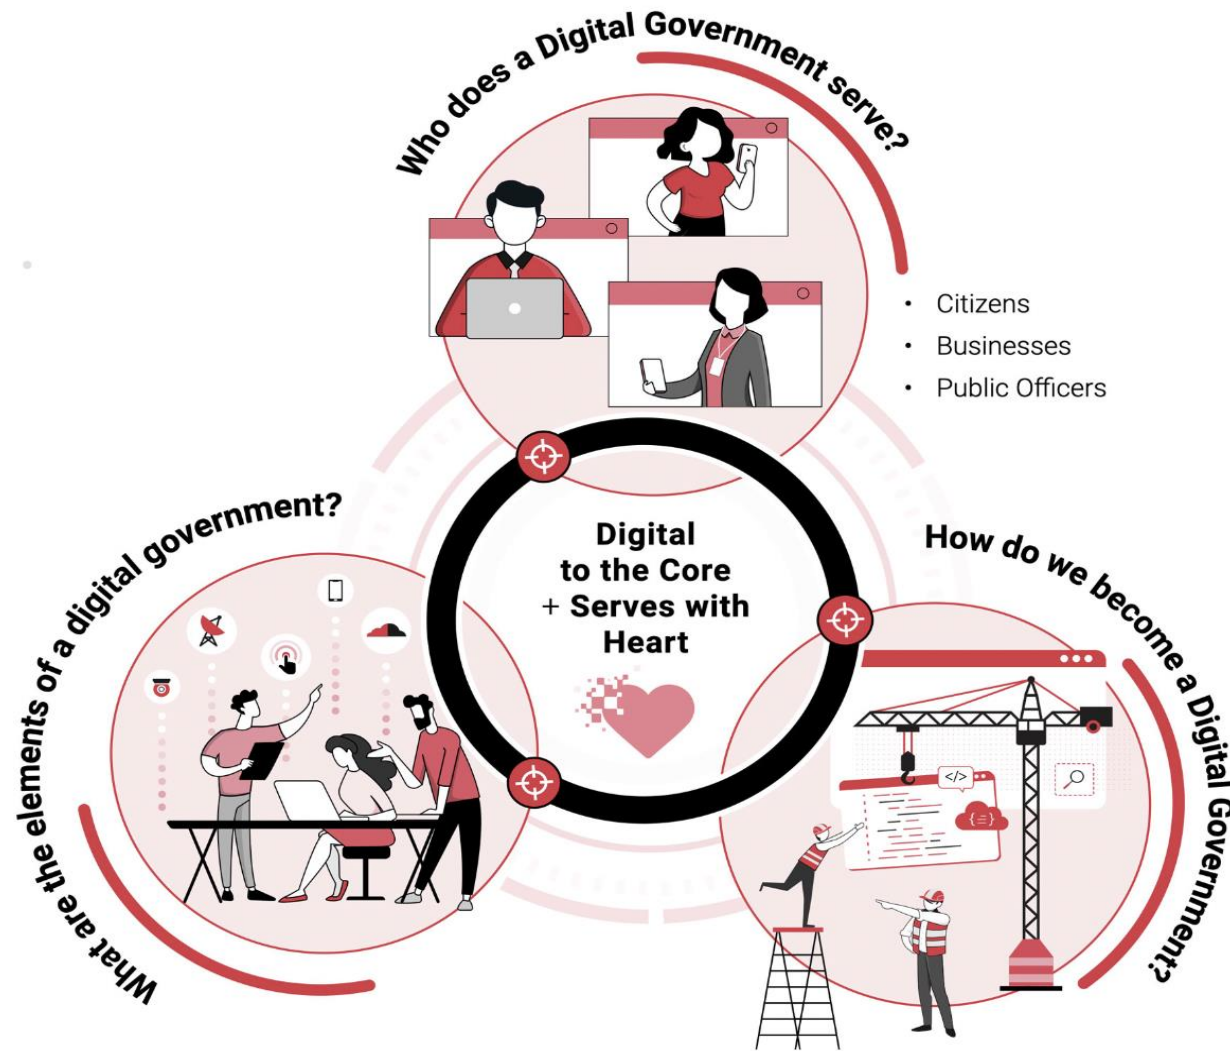 Who does a Digital Government serve?
• Citizens
• Businesses
• Public Officers
What are the elements of a digital government?
Digital
to the Core
+ Serves with
Heart
How do we become a Digital Government?
</>
{ }